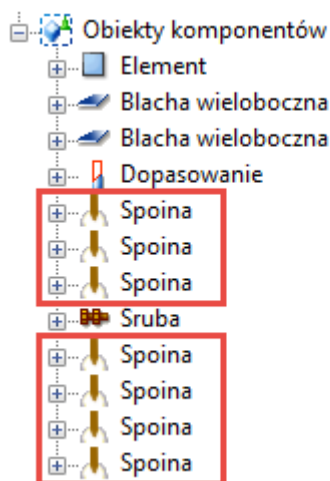 Obiekty komponentów
Element
Blacha wieloboczna
Blacha wieloboczna
Dopasowanie
Spoina
Spoina
Spoina
Sruba
Spoina
Spoina
Spoina
Spoina